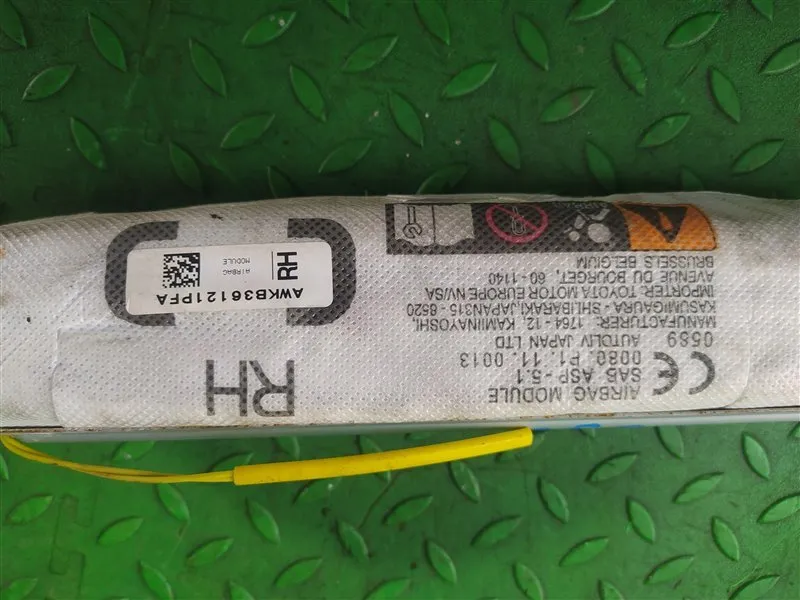 AIRBAG MODULE
SAB ASP -5.1
0080. P1. 11. 0013
0589 AUTOLIV JAPAN LTD
MANUFACTURER: 1764-12, KAMIINAYOSHI,
KASUMIGAURA - SHI,IBARAKI,JAPAN315 - 8520
IMPORTER: TOYOTA MOTOR EUROPE NV/SA
AVENUE DU BOURGET, 60 - 1140
BRUSSELS BELGIUM
CE
RH
AWKB36121PFA
AIRBAG
MODULE
RH